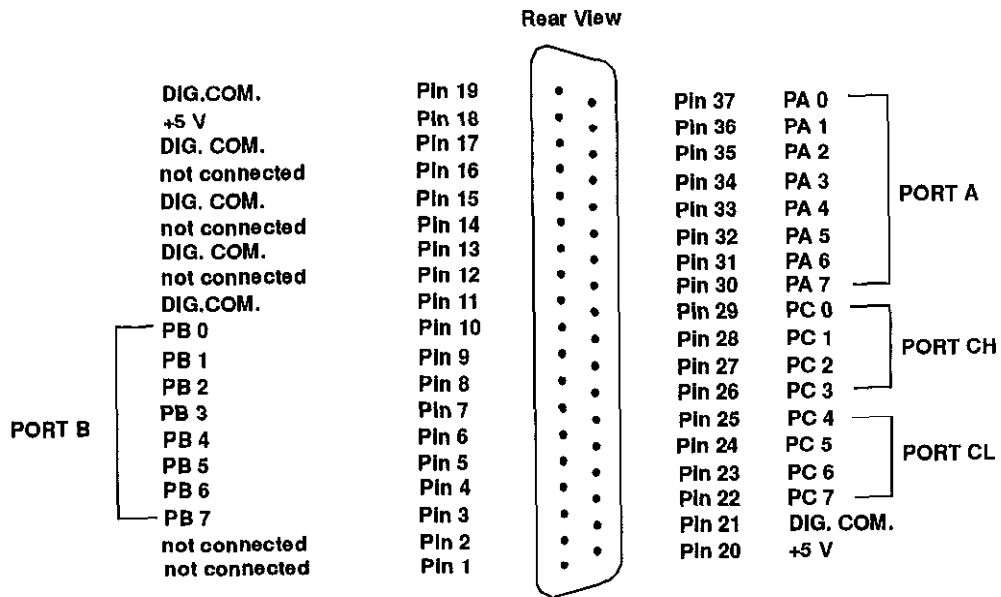 Rear View
DIG.COM. Pin 19
+5 V Pin 18
DIG. COM. Pin 17
not connected Pin 16
DIG. COM. Pin 15
not connected Pin 14
DIG. COM. Pin 13
not connected Pin 12
DIG.COM. Pin 11
PB 0 Pin 10
PB 1 Pin 9
PB 2 Pin 8
PB 3 Pin 7
PB 4 Pin 6
PB 5 Pin 5
PB 6 Pin 4
PB 7 Pin 3
not connected Pin 2
not connected Pin 1
PORT B
Pin 37 PA 0
Pin 36 PA 1
Pin 35 PA 2
Pin 34 PA 3
Pin 33 PA 4
Pin 32 PA 5
Pin 31 PA 6
Pin 30 PA 7
PORT A
Pin 29 PC 0
Pin 28 PC 1
Pin 27 PC 2
Pin 26 PC 3
PORT CH
Pin 25 PC 4
Pin 24 PC 5
Pin 23 PC 6
Pin 22 PC 7
PORT CL
Pin 21 DIG. COM.
Pin 20 +5 V